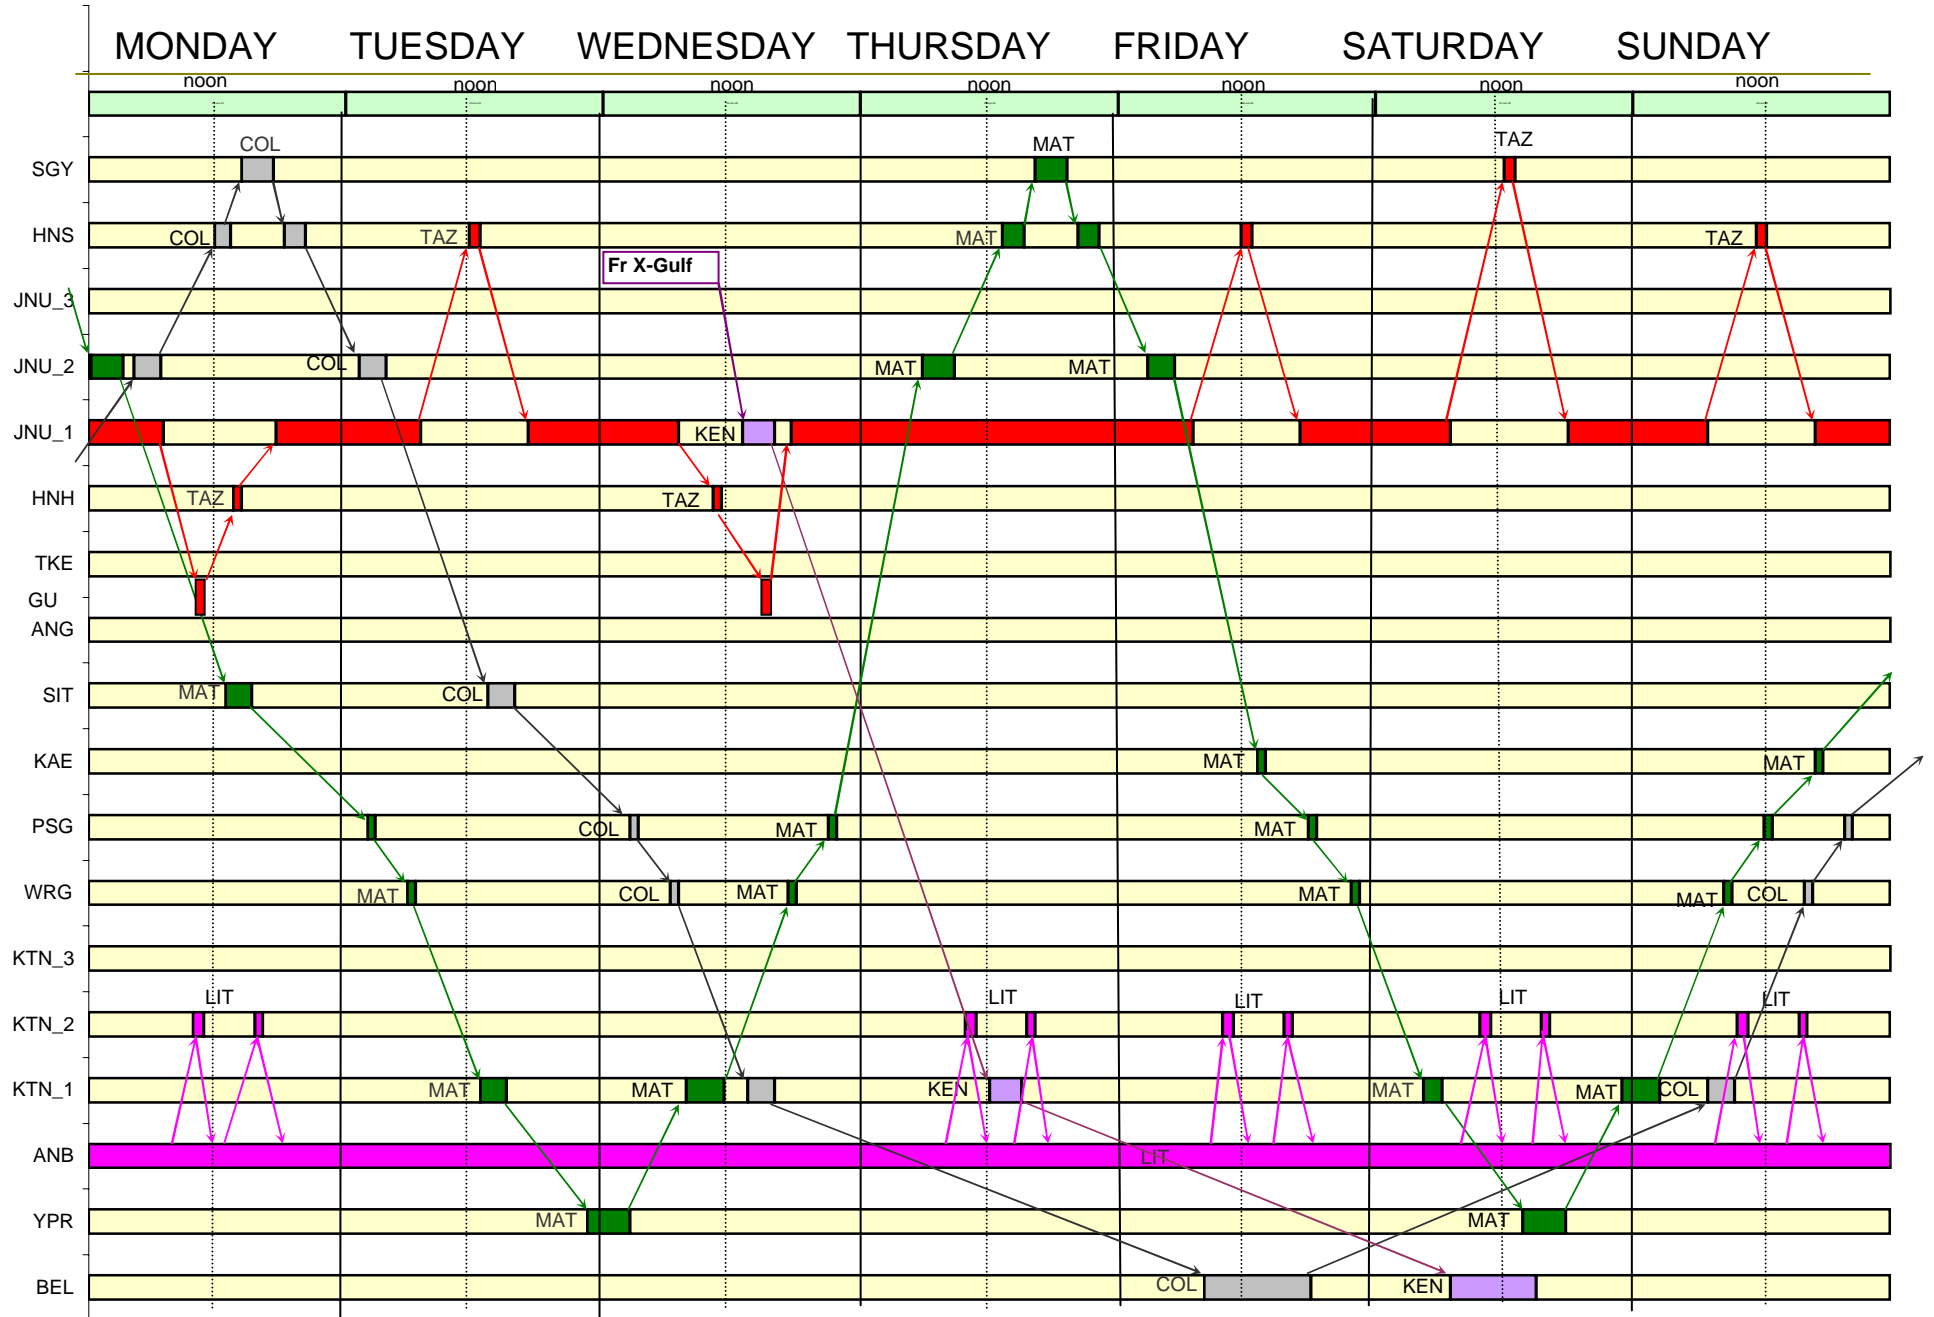 MONDAY TUESDAY WEDNESDAY THURSDAY FRIDAY SATURDAY SUNDAY
noon noon noon noon noon noon noon
COL MAT TAZ
SGY
HNS COL TAZ MAT TAZ
Fr X-Gulf
JNU_3
JNU_2 COL MAT MAT
JNU_1 KEN
HNH TAZ TAZ
TKE
GU
ANG
SIT MAT COL
KAE MAT MAT
PSG COL MAT MAT
WRG MAT COL MAT MAT MAT COL
KTN_3
LIT LIT LIT LIT LIT
KTN_2
KTN_1 MAT MAT KEN MAT MAT COL
ANB LIT
YPR MAT MAT
BEL COL KEN